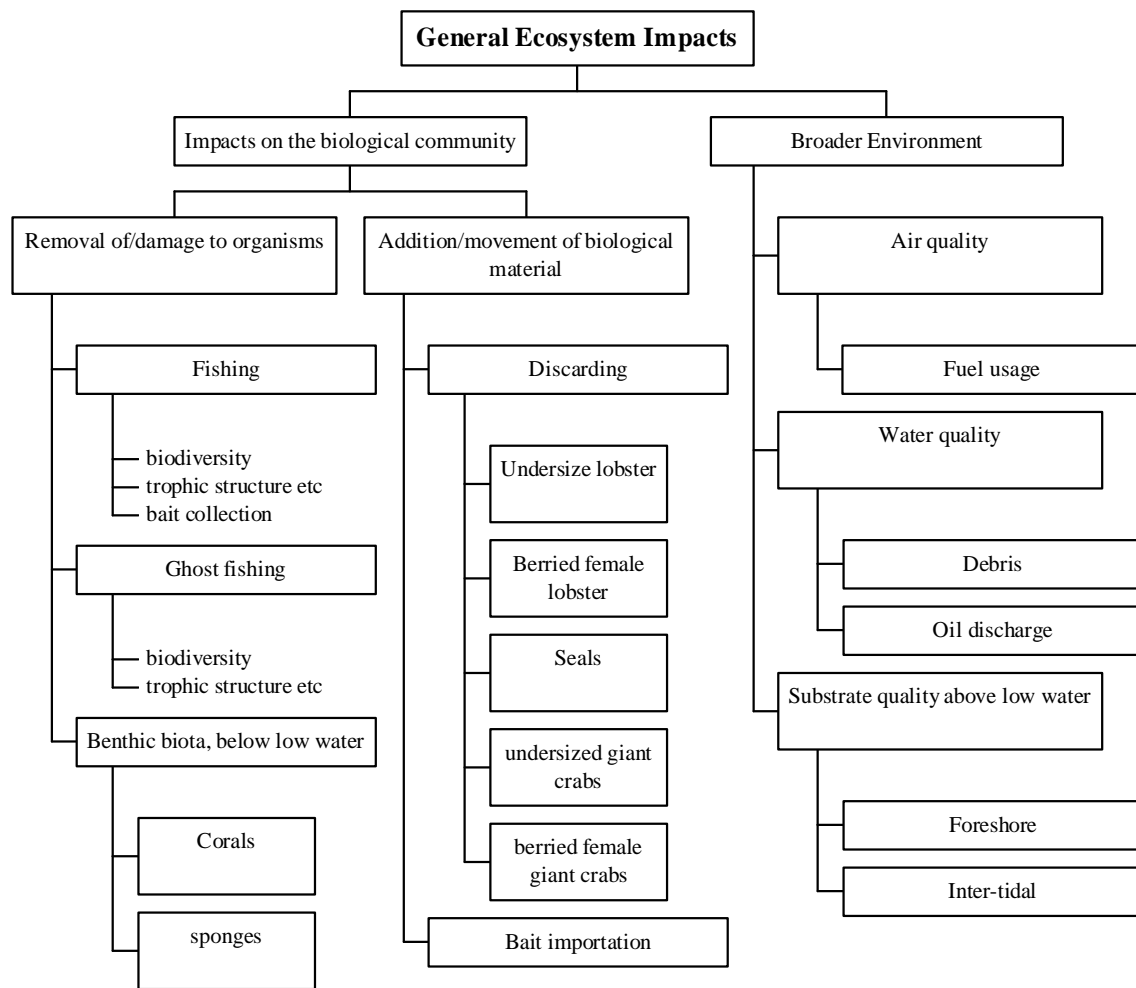 General Ecosystem Impacts
Impacts on the biological community
Broader Environment
Removal of/damage to organisms
Addition/movement of biological
material
Air quality
Fishing
Discarding
Fuel usage
biodiversity
trophic structure etc
bait collection
Undersize lobster
Water quality
Ghost fishing
Berried female
lobster
Debris
Oil discharge
biodiversity
trophic structure etc
Seals
Substrate quality above low water
Benthic biota, below low water
undersized giant
crabs
Foreshore
Corals
berried female
giant crabs
Inter-tidal
sponges
Bait importation